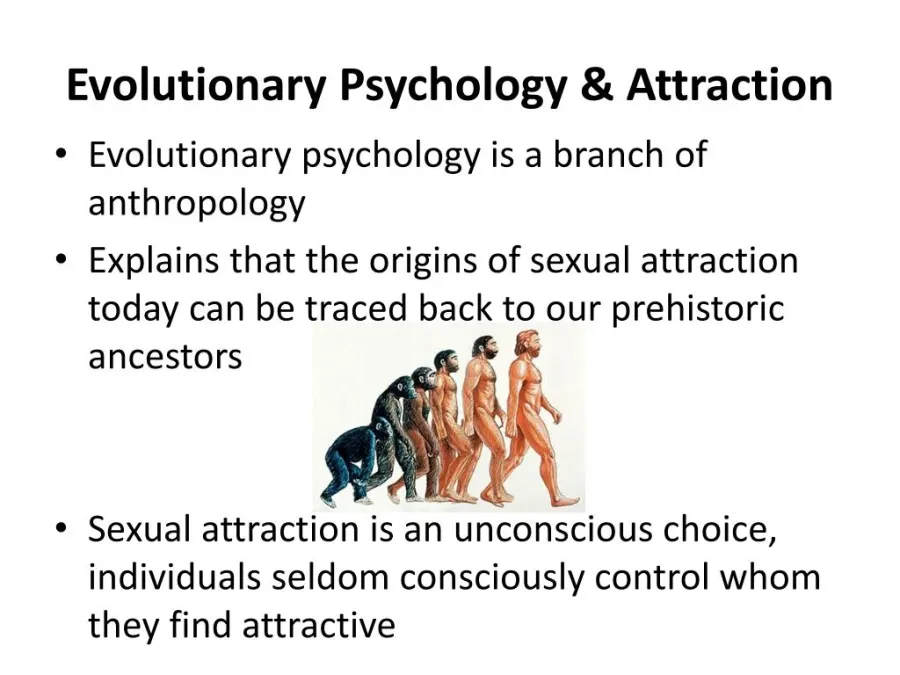 Evolutionary Psychology & Attraction
• Evolutionary psychology is a branch of
anthropology
• Explains that the origins of sexual attraction
today can be traced back to our prehistoric
ancestors
• Sexual attraction is an unconscious choice,
individuals seldom consciously control whom
they find attractive